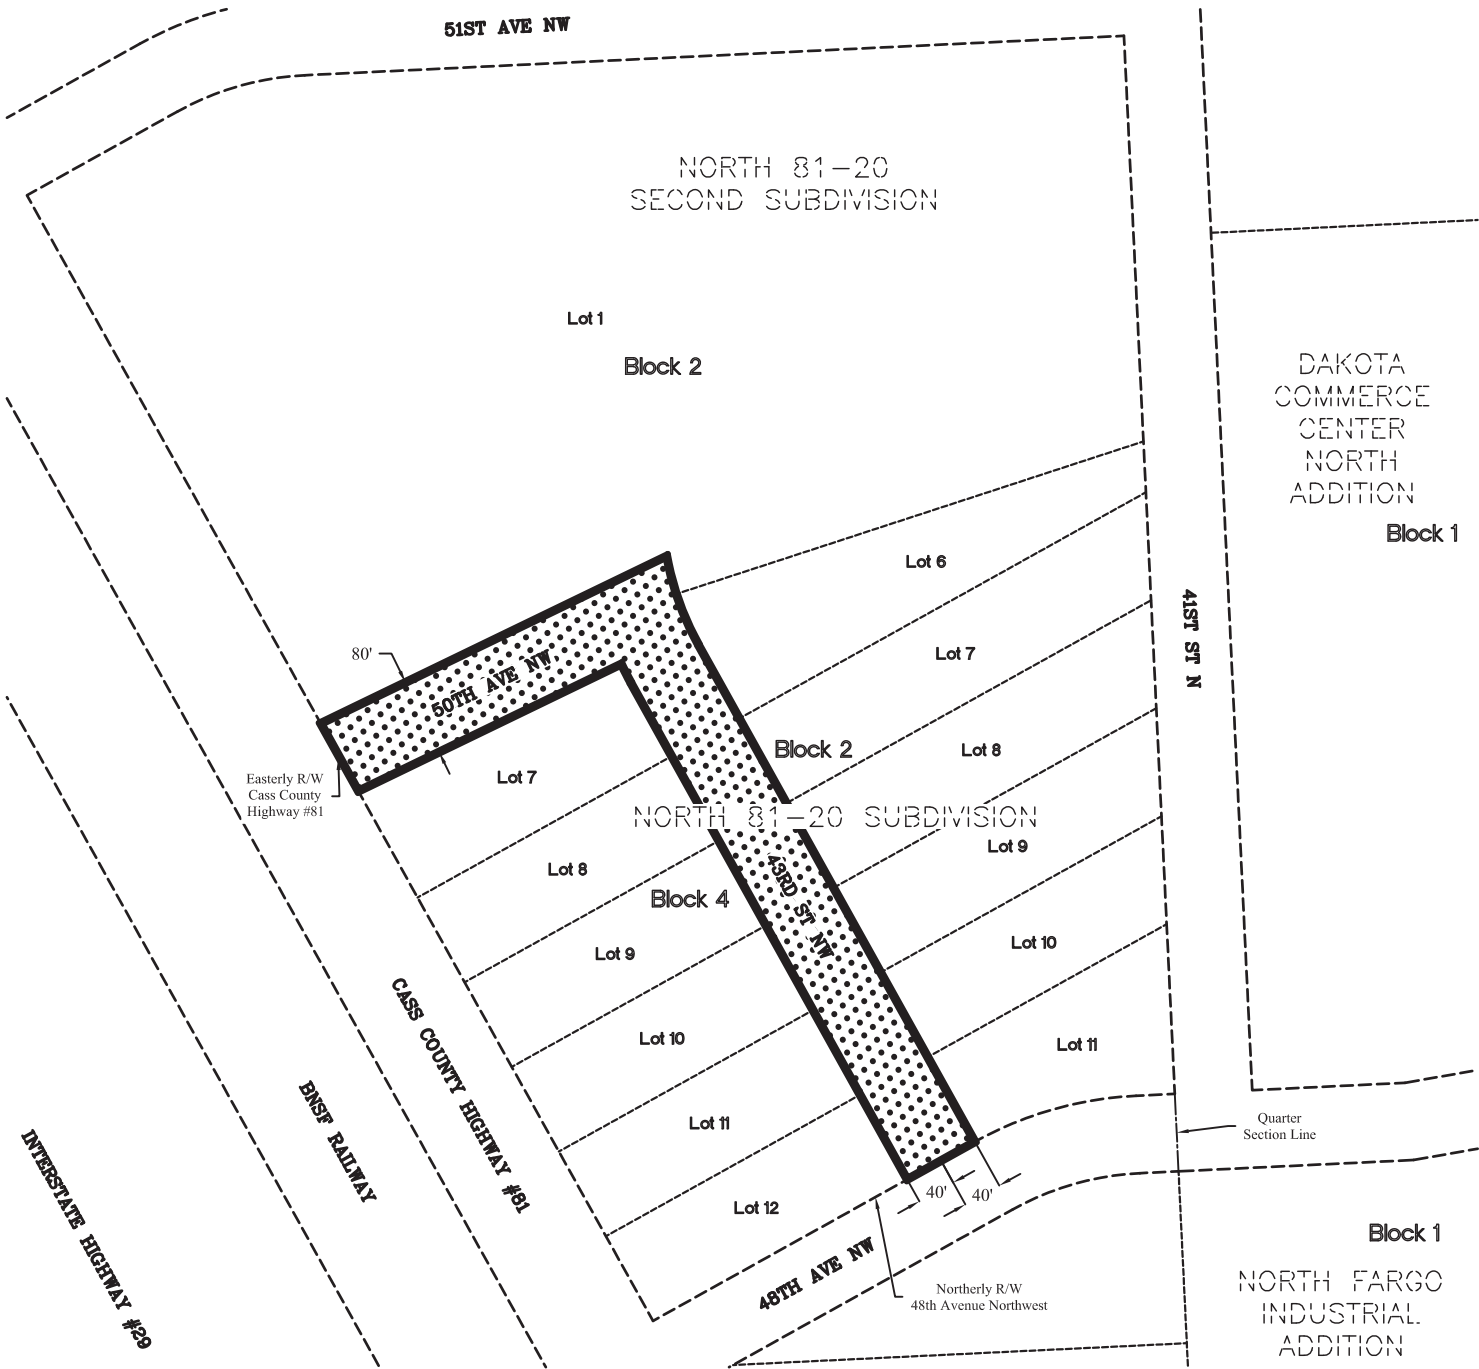 51ST AVE NW
NORTH 81-20
SECOND SUBDIVISION
Lot 1
Block 2
DAKOTA
COMMERCE
CENTER
NORTH
ADDITION
Block 1
Lot 6
41ST ST N
80'
Lot 7
50TH AVE NW
Block 2
Lot 8
Easterly R/W
Cass County
Highway #81
Lot 7
NORTH 81-20 SUBDIVISION
Lot 9
43RD ST NW
Lot 8
Block 4
Lot 9
Lot 10
CASS COUNTY HIGHWAY #81
Lot 10
Lot 11
BNSF RAILWAY
Lot 11
Quarter
Section Line
INTERSTATE HIGHWAY #29
40'
40'
Lot 12
Block 1
48TH AVE NW
Northerly R/W
48th Avenue Northwest
NORTH FARGO
INDUSTRIAL
ADDITION